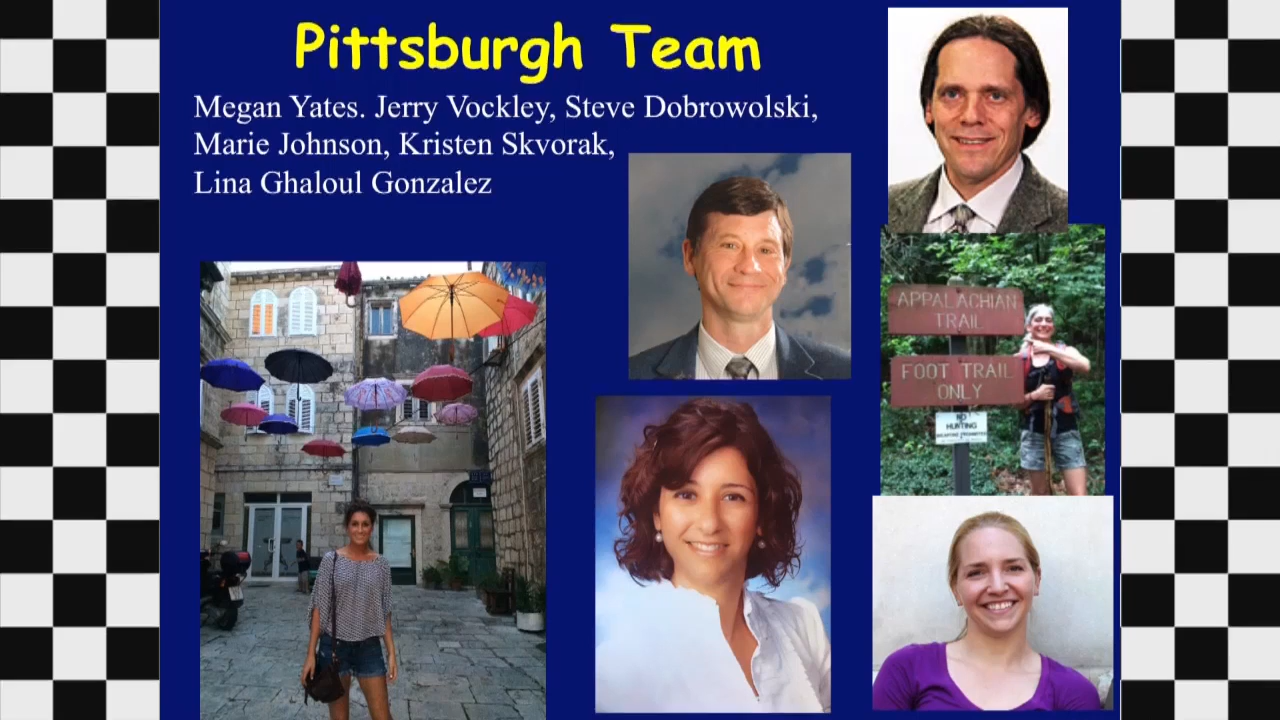 Pittsburgh Team
Megan Yates. Jerry Vockley, Steve Dobrowolski,
Marie Johnson, Kristen Skvorak,
Lina Ghaloul Gonzalez
APPALACHIAN
TRAIL
FOOT TRAIL
ONLY
NO
HUNTING